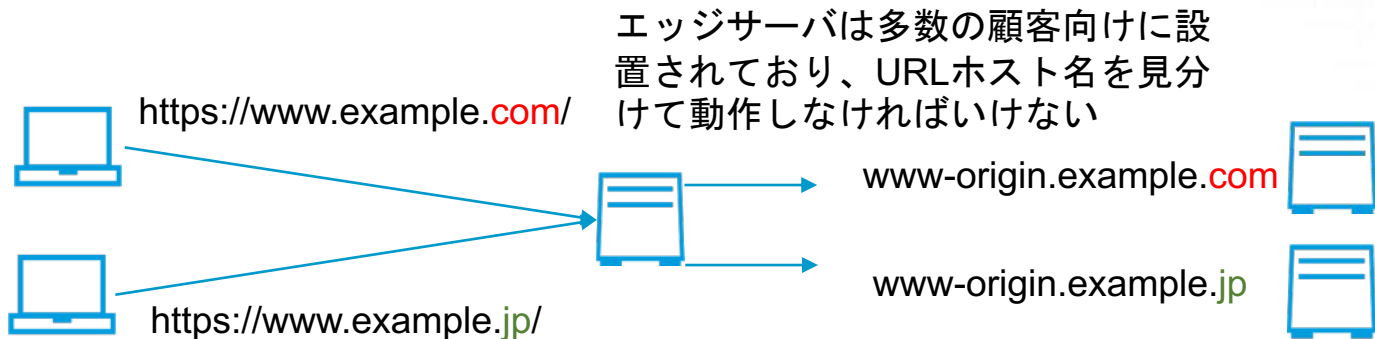 エッジサーバは多数の顧客向けに設
置されており、URLホスト名を見分
けて動作しなければいけない
https://www.example.com/
www-origin.example.com
www-origin.example.jp
https://www.example.jp/